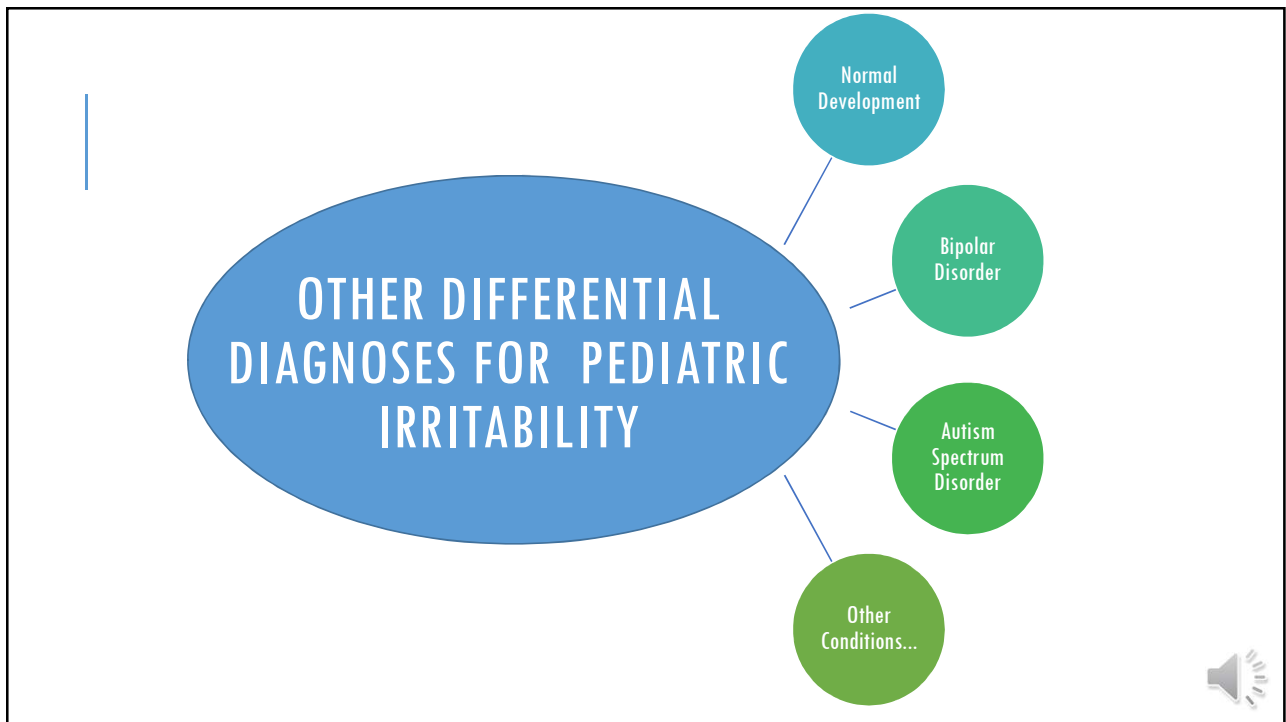 OTHER DIFFERENTIAL
DIAGNOSES FOR PEDIATRIC
IRRITABILITY
Normal
Development
Bipolar
Disorder
Autism
Spectrum
Disorder
Other
Conditions...